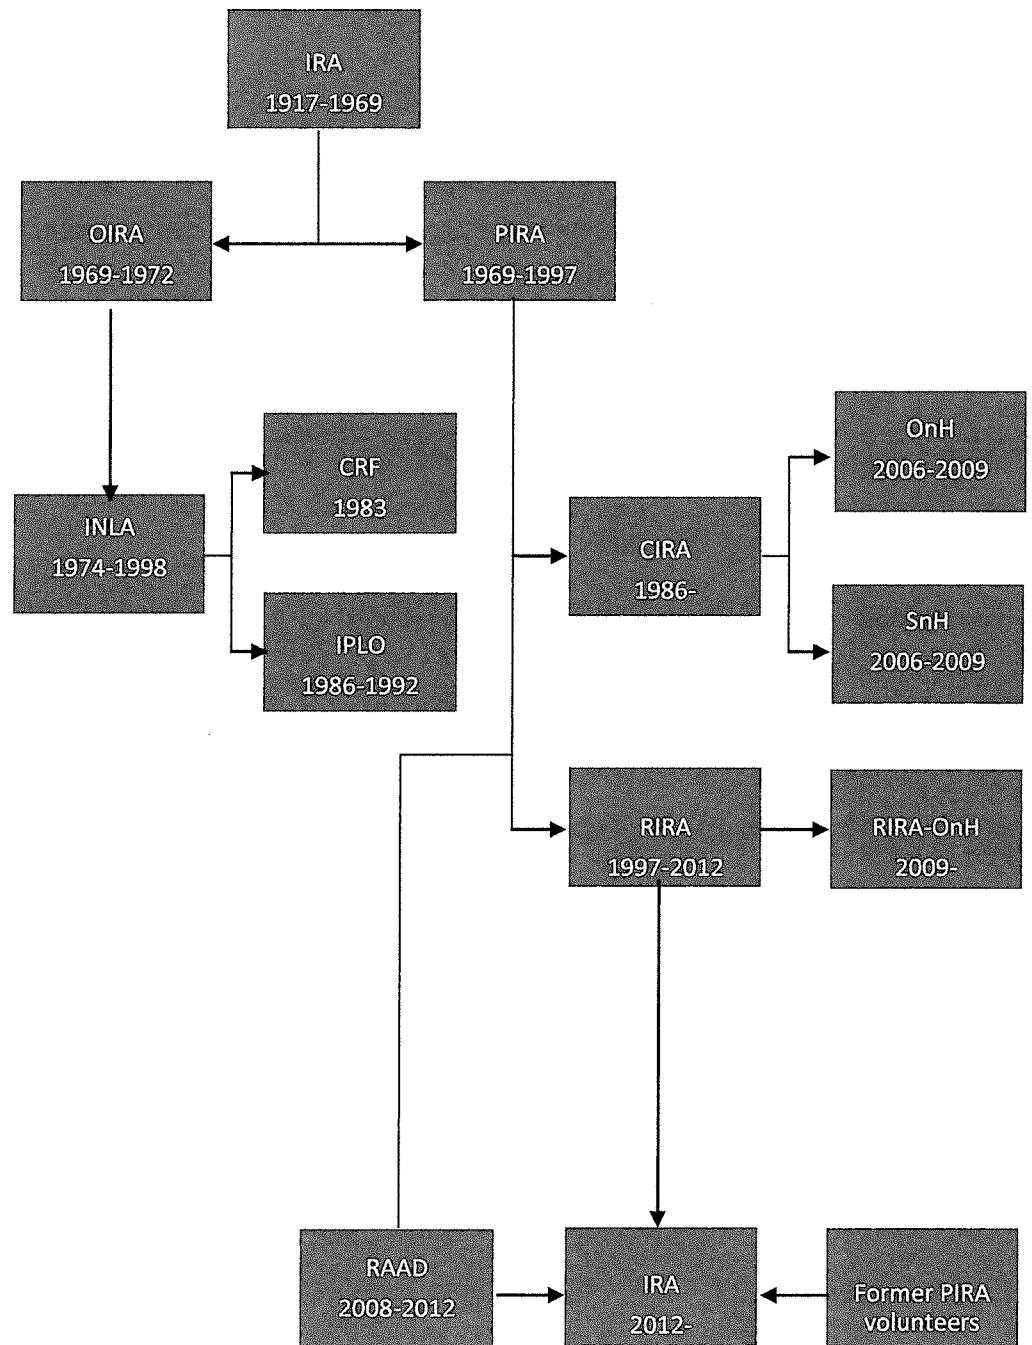 IRA
1917-1969
OIRA
1969-1972
PIRA
1969-1997
CRF
1983
OnH
2006-2009
INLA
1974-1998
CIRA
1986-
IPLO
1986-1992
SnH
2006-2009
RIRA
1997-2012
RIRA-OnH
2009-
RAAD
2008-2012
IRA
2012-
Former PIRA
volunteers